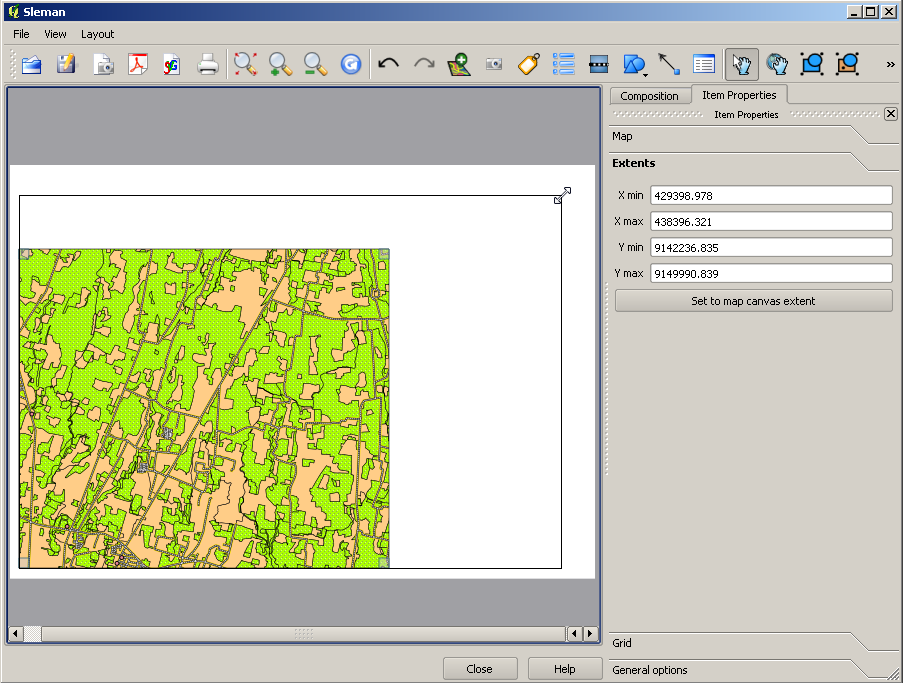 Sleman
File View Layout
Composition Item Properties
Item Properties
Map
Extents
X min 429398.978
X max 438396.321
Y min 9142236.835
Y max 9149990.839
Set to map canvas extent
Grid
General options
Close Help